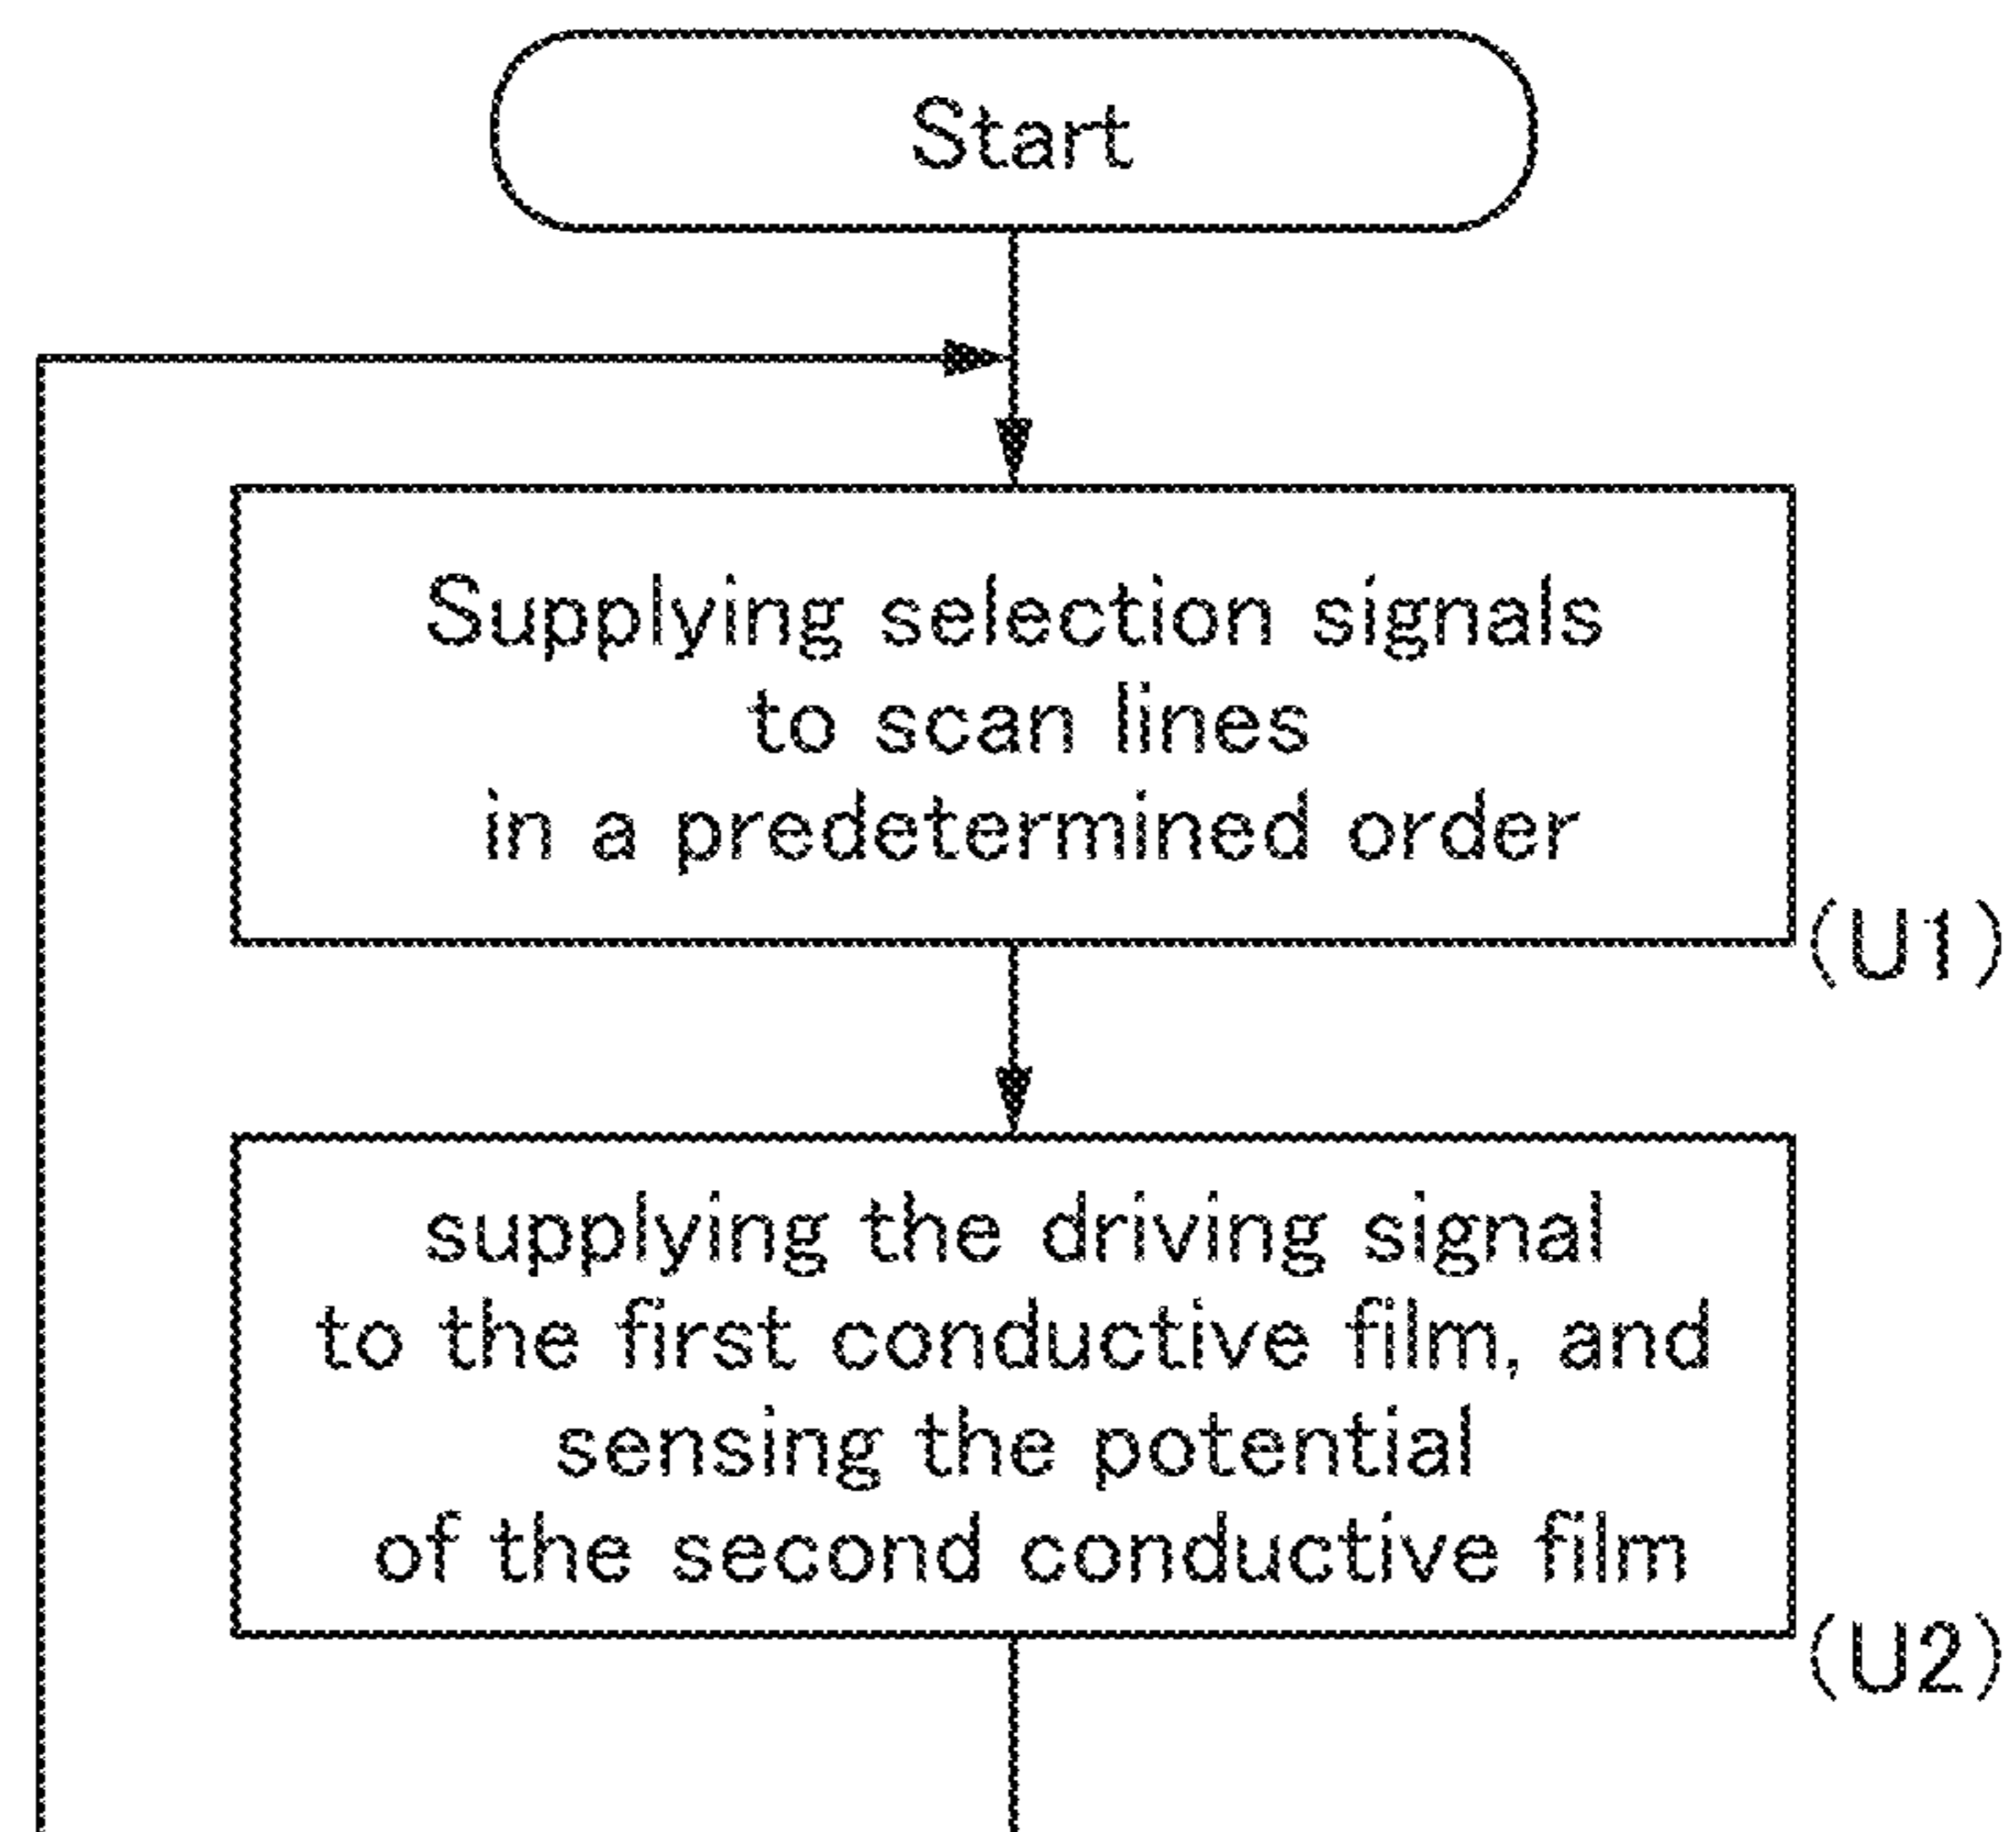 Start
Supplying selection signals
to scan lines
in a predetermined order
(U1)
supplying the driving signal
to the first conductive film, and
sensing the potential
of the second conductive film
(U2)